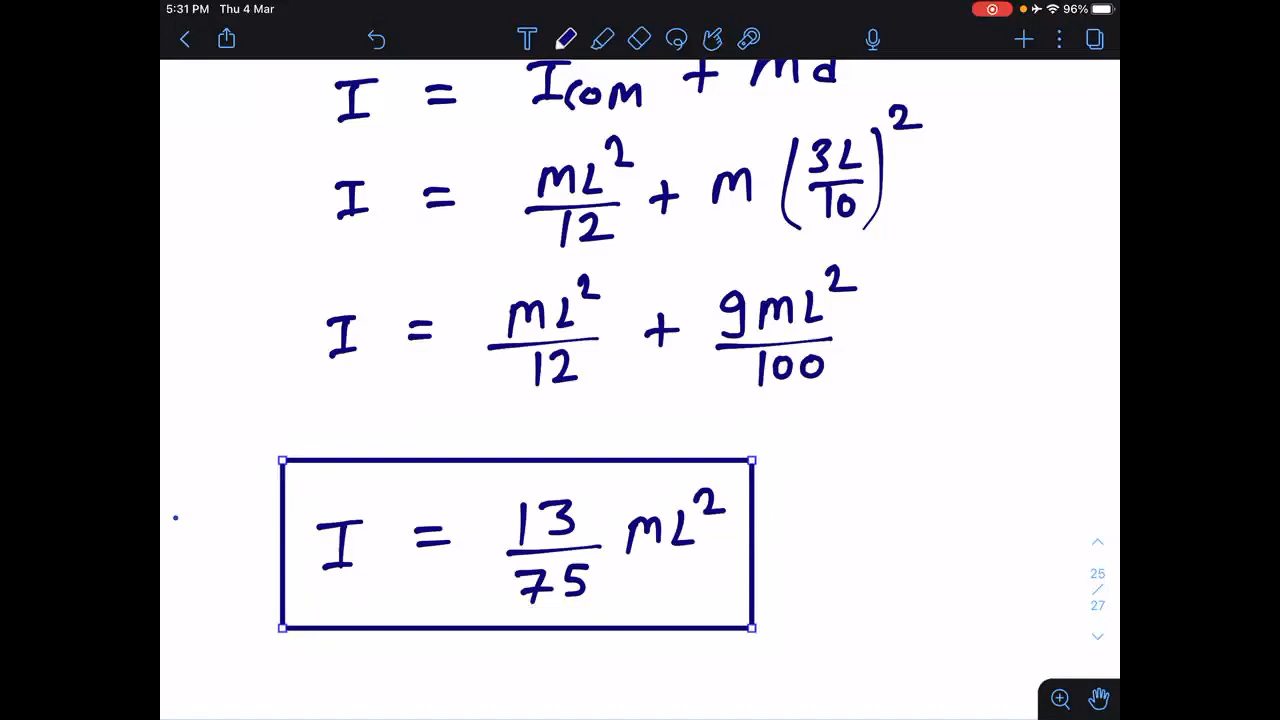 5:31 PM Thu 4 Mar 96%
T
I = Icom + md
I = mL²/12 + m (3L/10)²
I = mL²/12 + 9mL²/100
I = 13/75 mL²
25
/
27